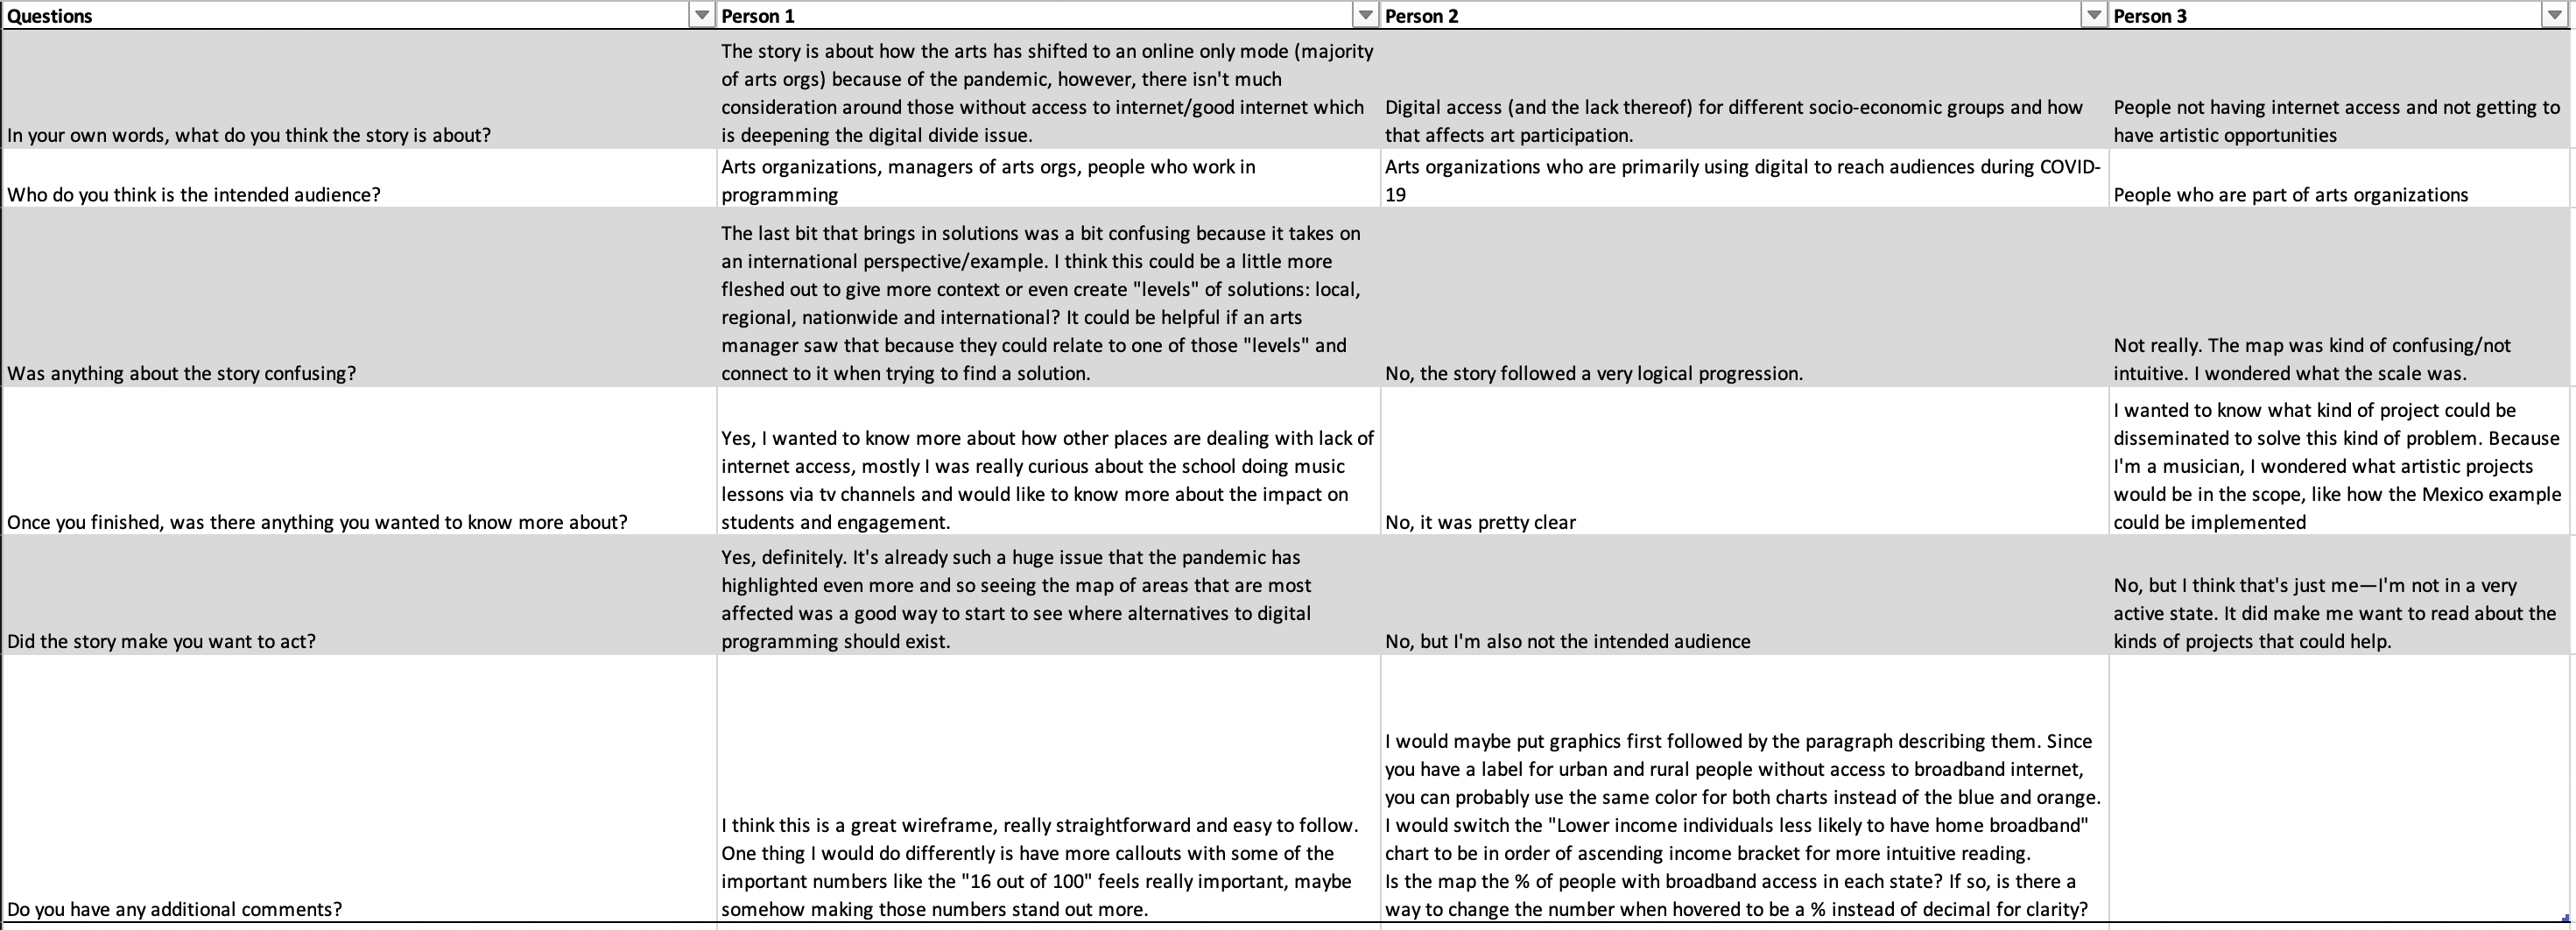 Questions
Person 1
Person 2
Person 3
In your own words, what do you think the story is about?
The story is about how the arts has shifted to an online only mode (majority
of arts orgs) because of the pandemic, however, there isn't much
consideration around those without access to internet/good internet which
is deepening the digital divide issue.
Digital access (and the lack thereof) for different socio-economic groups and how
that affects art participation.
People not having internet access and not getting to
have artistic opportunities
Who do you think is the intended audience?
Arts organizations, managers of arts orgs, people who work in
programming
Arts organizations who are primarily using digital to reach audiences during COVID-
19
People who are part of arts organizations
Was anything about the story confusing?
The last bit that brings in solutions was a bit confusing because it takes on
an international perspective/example. I think this could be a little more
fleshed out to give more context or even create "levels" of solutions: local,
regional, nationwide and international? It could be helpful if an arts
manager saw that because they could relate to one of those "levels" and
connect to it when trying to find a solution.
No, the story followed a very logical progression.
Not really. The map was kind of confusing/not
intuitive. I wondered what the scale was.
Once you finished, was there anything you wanted to know more about?
Yes, I wanted to know more about how other places are dealing with lack of
internet access, mostly I was really curious about the school doing music
lessons via tv channels and would like to know more about the impact on
students and engagement.
No, it was pretty clear
I wanted to know what kind of project could be
disseminated to solve this kind of problem. Because
I'm a musician, I wondered what artistic projects
would be in the scope, like how the Mexico example
could be implemented
Did the story make you want to act?
Yes, definitely. It's already such a huge issue that the pandemic has
highlighted even more and so seeing the map of areas that are most
affected was a good way to start to see where alternatives to digital
programming should exist.
No, but I'm also not the intended audience
No, but I think that's just me—I'm not in a very
active state. It did make me want to read about the
kinds of projects that could help.
Do you have any additional comments?
I think this is a great wireframe, really straightforward and easy to follow.
One thing I would do differently is have more callouts with some of the
important numbers like the "16 out of 100" feels really important, maybe
somehow making those numbers stand out more.
I would maybe put graphics first followed by the paragraph describing them. Since
you have a label for urban and rural people without access to broadband internet,
you can probably use the same color for both charts instead of the blue and orange.
I would switch the "Lower income individuals less likely to have home broadband"
chart to be in order of ascending income bracket for more intuitive reading.
Is the map the % of people with broadband access in each state? If so, is there a
way to change the number when hovered to be a % instead of decimal for clarity?